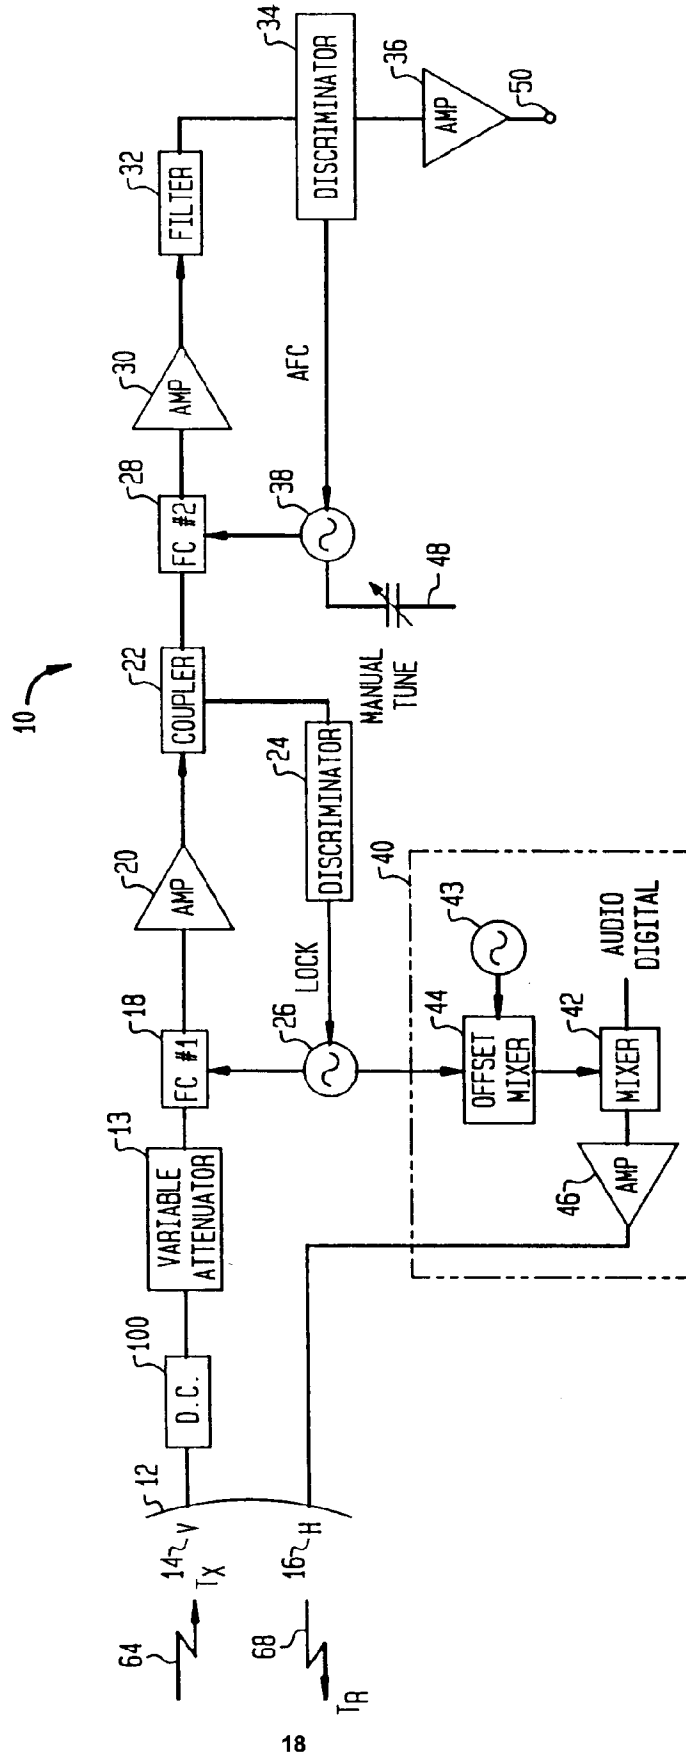 10
64
14
V
TX
12
100
D.C.
13
VARIABLE
ATTENUATOR
18
FC #1
20
AMP
22
COUPLER
28
FC #2
30
AMP
32
FILTER
34
DISCRIMINATOR
36
AMP
50
AFC
38
48
MANUAL
TUNE
24
DISCRIMINATOR
LOCK
26
40
43
44
OFFSET
MIXER
42
MIXER
AUDIO
DIGITAL
46
AMP
16
H
68
TR
18